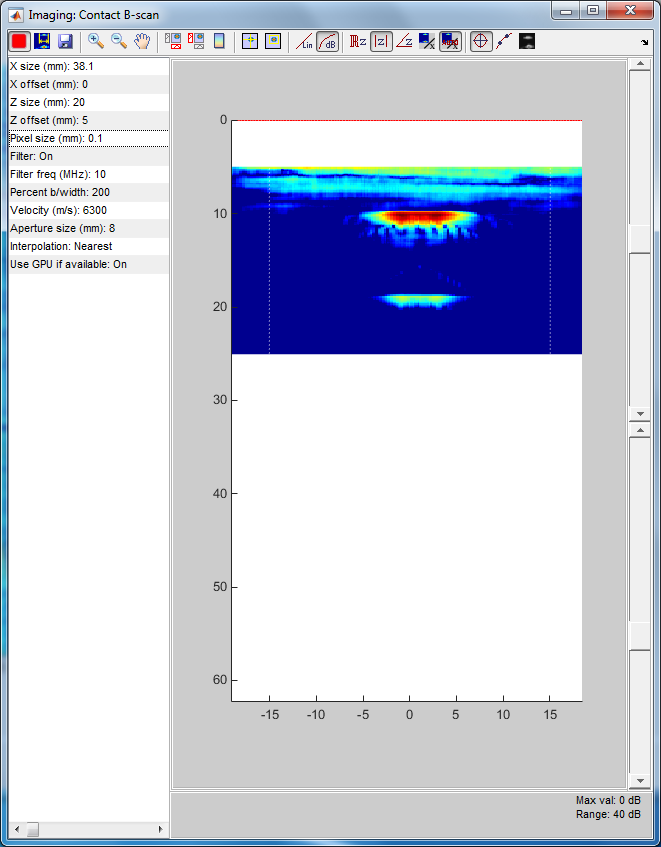 Imaging: Contact B-scan
Lin dB Rz |z| ∠z
X size (mm): 38.1
X offset (mm): 0
Z size (mm): 20
Z offset (mm): 5
Pixel size (mm): 0.1
Filter: On
Filter freq (MHz): 10
Percent b/width: 200
Velocity (m/s): 6300
Aperture size (mm): 8
Interpolation: Nearest
Use GPU if available: On
0
10
20
30
40
50
60
-15 -10 -5 0 5 10 15
Max val: 0 dB
Range: 40 dB